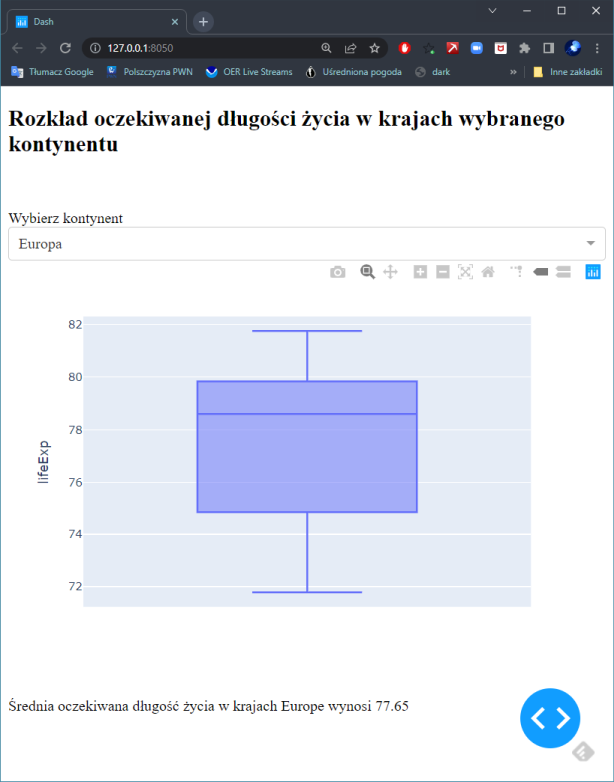 Dash
127.0.0.1:8050
Tłumacz Google
Polszczyzna PWN
OER Live Streams
Uśredniona pogoda
dark
»
Inne zakładki
Rozkład oczekiwanej długości życia w krajach wybranego
kontynentu
Wybierz kontynent
Europa
82
80
78
76
74
72
lifeExp
Średnia oczekiwana długość życia w krajach Europe wynosi 77.65